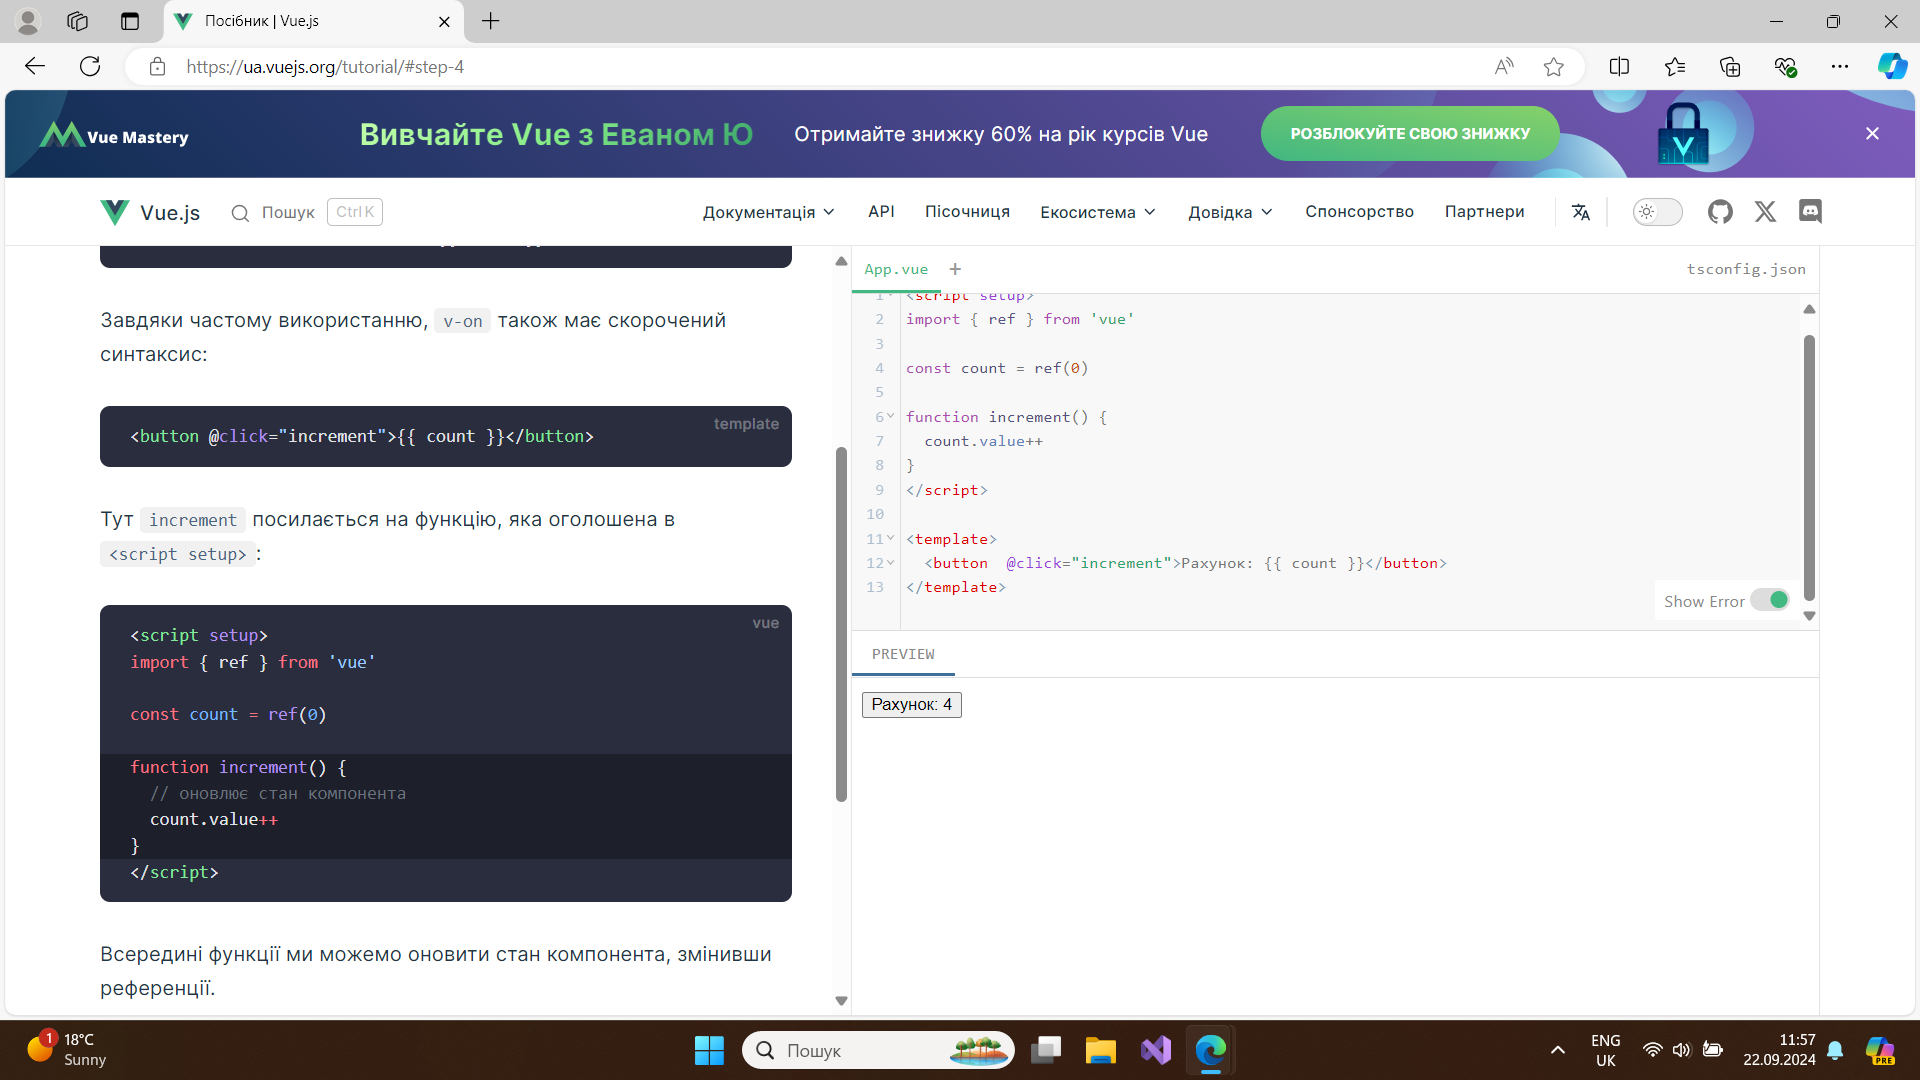 Посібник | Vue.js
https://ua.vuejs.org/tutorial/#step-4
Vue Mastery
Вивчайте Vue з Еваном Ю
Отримайте знижку 60% на рік курсів Vue
РОЗБЛОКУЙТЕ СВОЮ ЗНИЖКУ
Vue.js
Пошук
Ctrl K
Документація
API
Пісочниця
Екосистема
Довідка
Спонсорство
Партнери
Завдяки частому використанню, v-on також має скорочений
синтаксис:
template
<button @click="increment">{{ count }}</button>
Тут increment посилається на функцію, яка оголошена в
<script setup> :
vue
<script setup>
import { ref } from 'vue'
const count = ref(0)
function increment() {
// оновлює стан компонента
count.value++
}
</script>
Всередині функції ми можемо оновити стан компонента, змінивши
референції.
App.vue
+
tsconfig.json
1 <script setup>
2 import { ref } from 'vue'
3
4 const count = ref(0)
5
6 function increment() {
7 count.value++
8 }
9 </script>
10
11 <template>
12 <button  @click="increment">Рахунок: {{ count }}</button>
13 </template>
Show Error
PREVIEW
Рахунок: 4
1
18°C
Sunny
Пошук
ENG
UK
11:57
22.09.2024
PRE